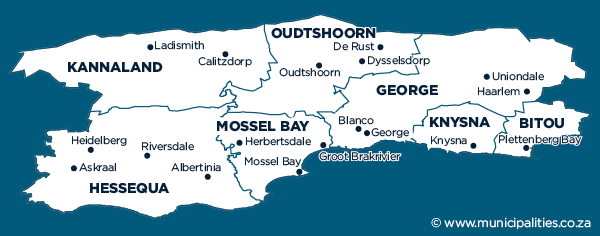 OUDTSHOORN
De Rust
Ladismith
Calitzdorp
KANNALAND
Dysselsdorp
Oudtshoorn
Uniondale
Haarlem
GEORGE
MOSSEL BAY
Blanco
George
KNYSNA
BITOU
Heidelberg
Riversdale
Herbertsdale
Knysna
Plettenberg Bay
Groot Brakrivier
Mossel Bay
Askraal
Albertinia
HESSEQUA
© www.municipalities.co.za